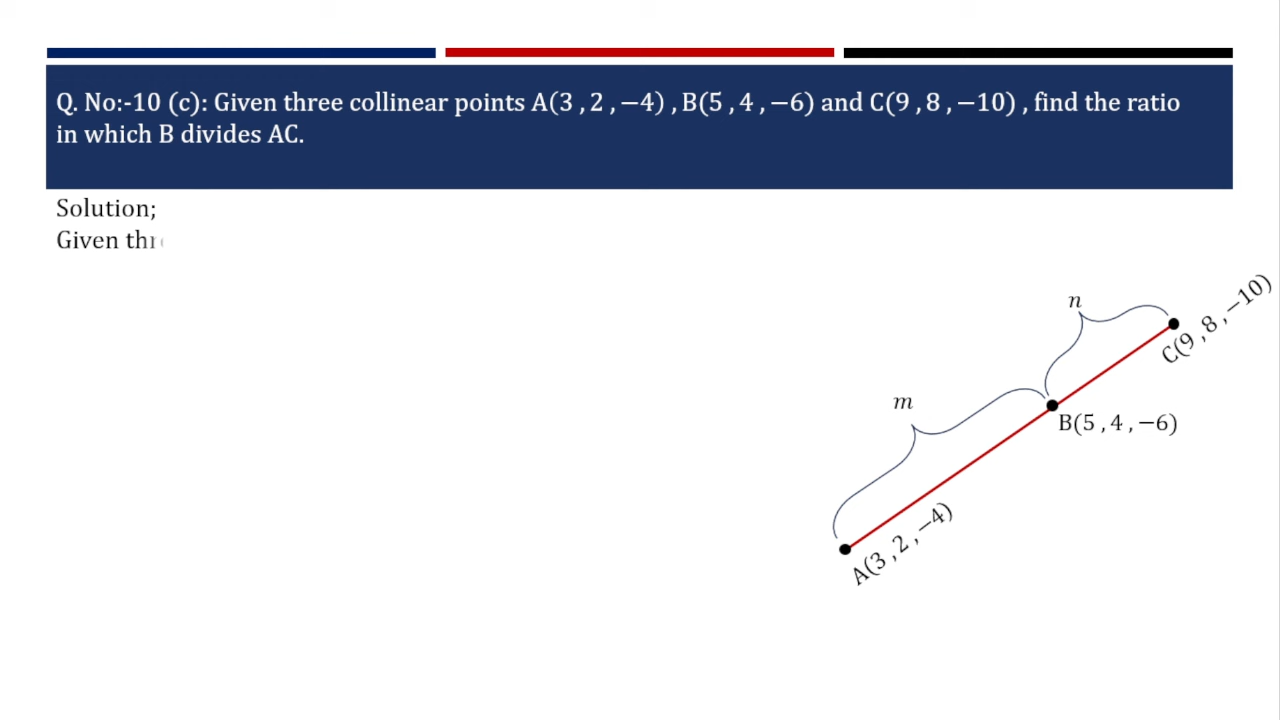 Q. No:-10 (c): Given three collinear points A(3 , 2 , −4) , B(5 , 4 , −6) and C(9 , 8 , −10) , find the ratio
in which B divides AC.
Solution;
Given thr
n
C(9 , 8 , −10)
m
B(5 , 4 , −6)
A(3 , 2 , −4)